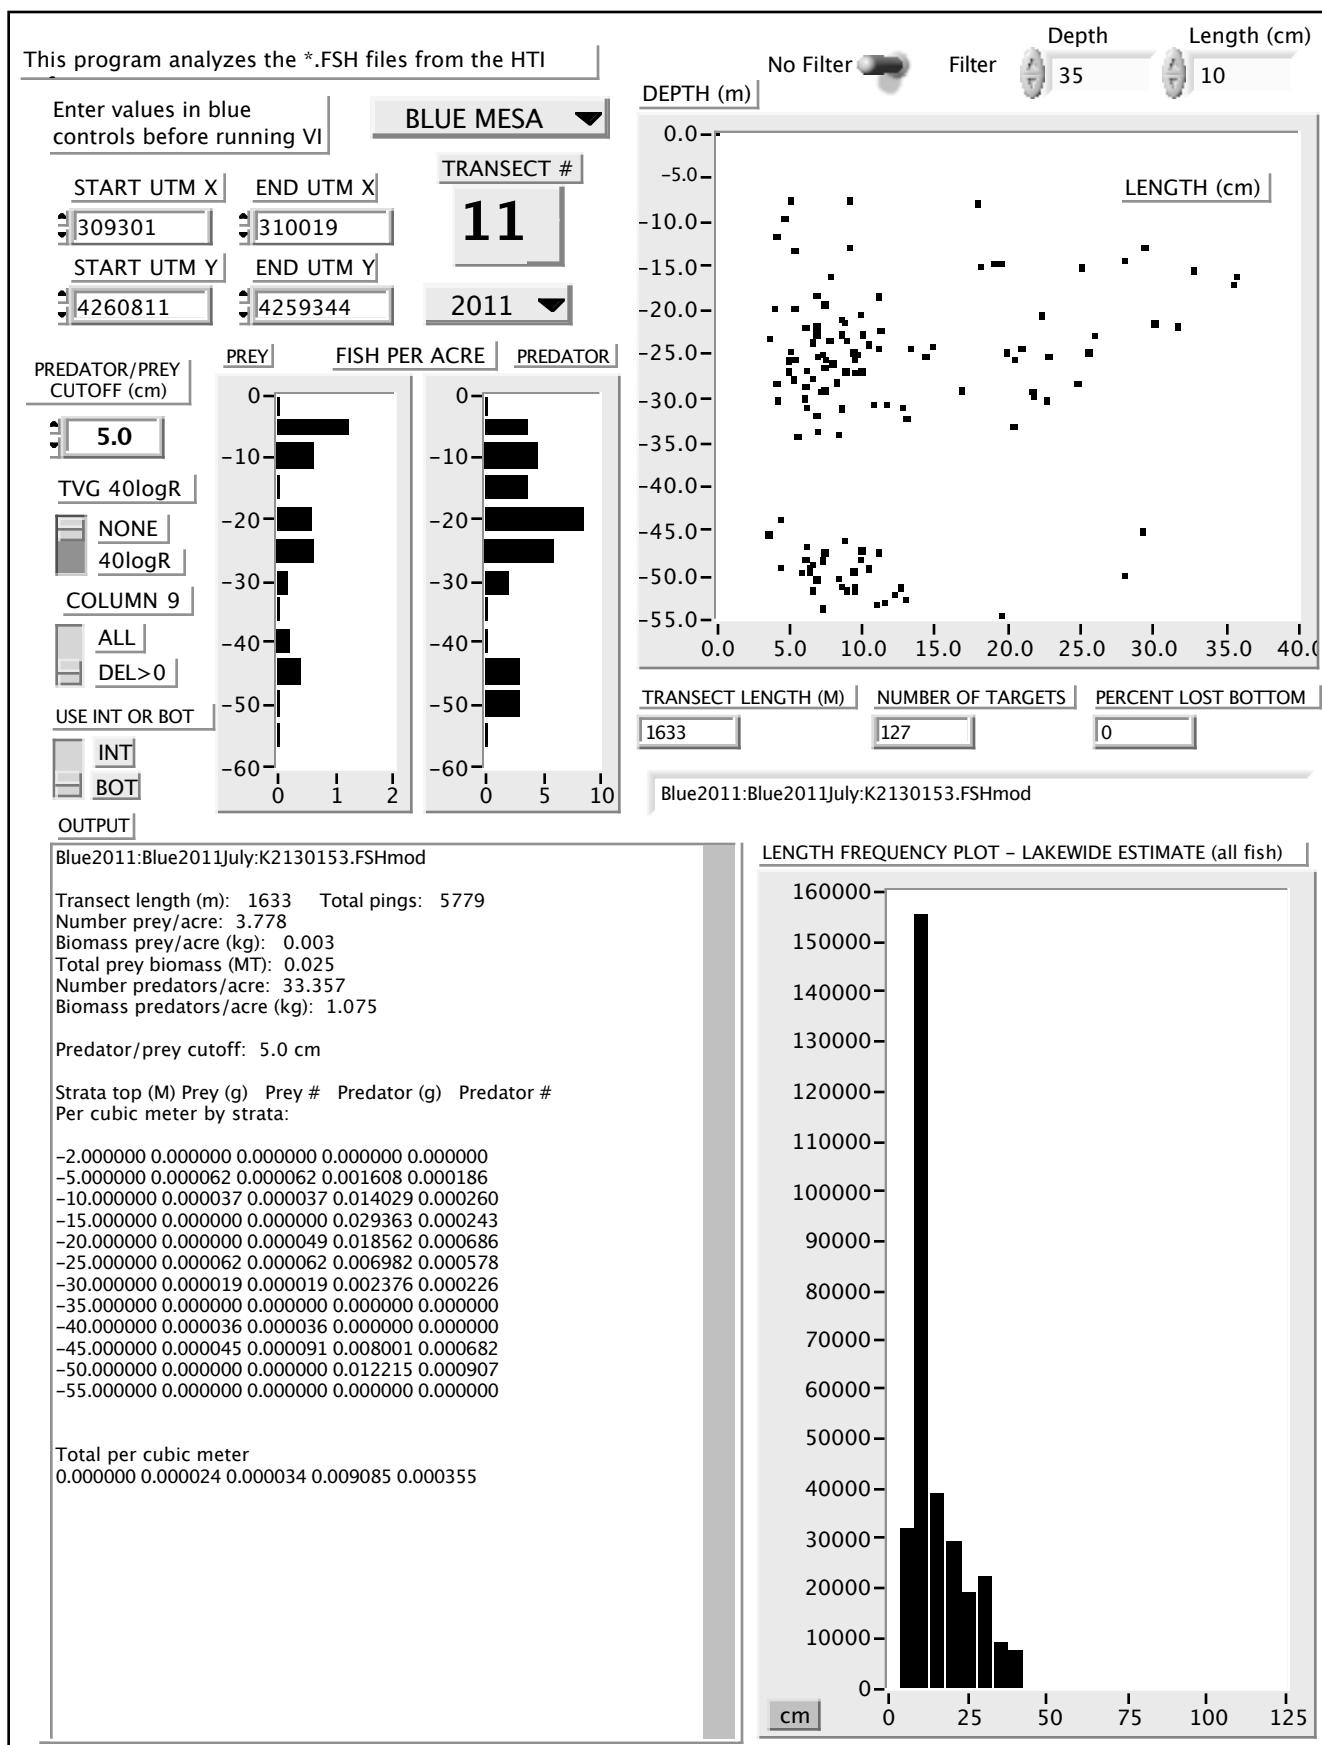 This program analyzes the *.FSH files from the HTI
No Filter
Filter
Depth
35
Length (cm)
10
Enter values in blue
controls before running VI
BLUE MESA
TRANSECT #
11
START UTM X
309301
END UTM X
310019
START UTM Y
4260811
END UTM Y
4259344
2011
DEPTH (m)
LENGTH (cm)
0.0
-5.0
-10.0
-15.0
-20.0
-25.0
-30.0
-35.0
-40.0
-45.0
-50.0
-55.0
0.0 5.0 10.0 15.0 20.0 25.0 30.0 35.0 40.0
PREDATOR/PREY
CUTOFF (cm)
5.0
TVG 40logR
NONE
40logR
COLUMN 9
ALL
DEL>0
USE INT OR BOT
INT
BOT
PREY
FISH PER ACRE
PREDATOR
0
-10
-20
-30
-40
-50
-60
0 1 2
0
-10
-20
-30
-40
-50
-60
0 5 10
TRANSECT LENGTH (M)
1633
NUMBER OF TARGETS
127
PERCENT LOST BOTTOM
0
Blue2011:Blue2011July:K2130153.FSHmod
OUTPUT
Blue2011:Blue2011July:K2130153.FSHmod
Transect length (m): 1633 Total pings: 5779
Number prey/acre: 3.778
Biomass prey/acre (kg): 0.003
Total prey biomass (MT): 0.025
Number predators/acre: 33.357
Biomass predators/acre (kg): 1.075
Predator/prey cutoff: 5.0 cm
Strata top (M) Prey (g) Prey # Predator (g) Predator #
Per cubic meter by strata:
-2.000000 0.000000 0.000000 0.000000 0.000000
-5.000000 0.000062 0.000062 0.001608 0.000186
-10.000000 0.000037 0.000037 0.014029 0.000260
-15.000000 0.000000 0.000000 0.029363 0.000243
-20.000000 0.000000 0.000049 0.018562 0.000686
-25.000000 0.000062 0.000062 0.006982 0.000578
-30.000000 0.000019 0.000019 0.002376 0.000226
-35.000000 0.000000 0.000000 0.000000 0.000000
-40.000000 0.000036 0.000036 0.000000 0.000000
-45.000000 0.000045 0.000091 0.008001 0.000682
-50.000000 0.000000 0.000000 0.012215 0.000907
-55.000000 0.000000 0.000000 0.000000 0.000000
Total per cubic meter
0.000000 0.000024 0.000034 0.009085 0.000355
LENGTH FREQUENCY PLOT - LAKEWIDE ESTIMATE (all fish)
160000
150000
140000
130000
120000
110000
100000
90000
80000
70000
60000
50000
40000
30000
20000
10000
0
cm
0 25 50 75 100 125